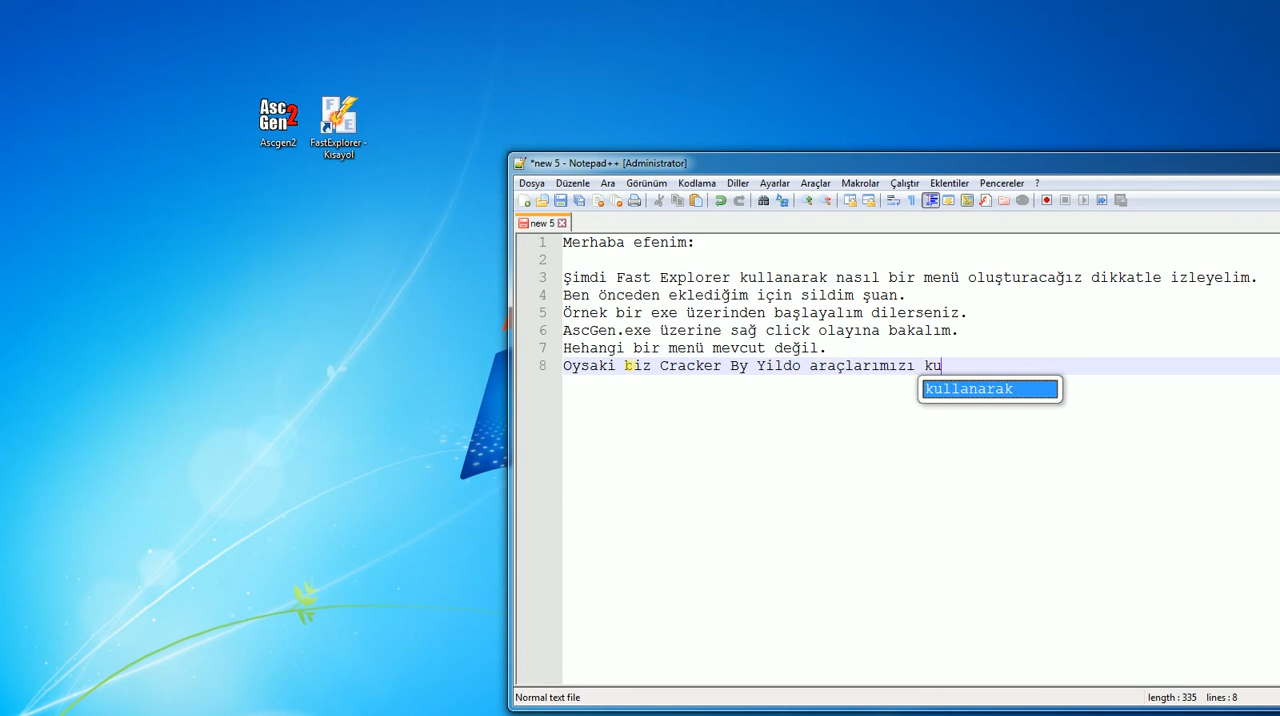 Asc
Gen 2
Ascgen2
F
E
FastExplorer -
Kısayol
*new 5 - Notepad++ [Administrator]
Dosya Düzenle Ara Görünüm Kodlama Diller Ayarlar Araçlar Makrolar Çalıştır Eklentiler Pencereler ?
new 5
1 Merhaba efenim:
2
3 Şimdi Fast Explorer kullanarak nasıl bir menü oluşturacağız dikkatle izleyelim.
4 Ben önceden eklediğim için sildim şuan.
5 Örnek bir exe üzerinden başlayalım dilerseniz.
6 AscGen.exe üzerine sağ click olayına bakalım.
7 Hehangi bir menü mevcut değil.
8 Oysaki biz Cracker By Yildo araçlarımızı ku
kullanarak
Normal text file length : 335 lines : 8